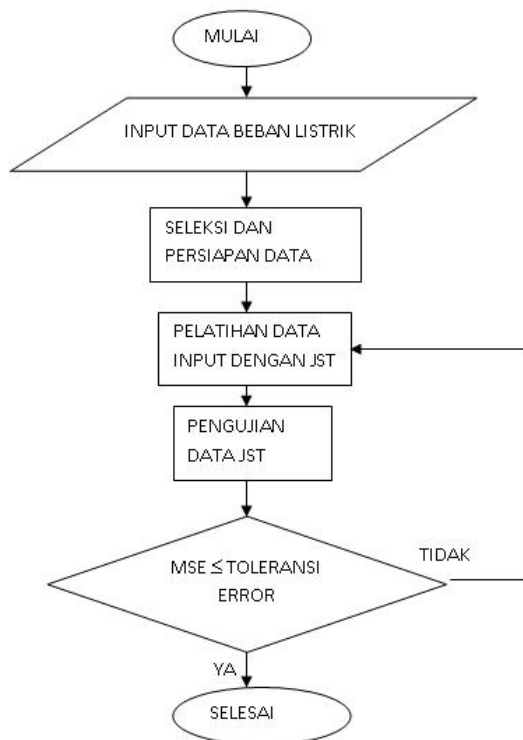 MULAI
INPUT DATA BEBAN LISTRIK
SELEKSI DAN
PERSIAPAN DATA
PELATIHAN DATA
INPUT DENGAN JST
PENGUJIAN
DATA JST
MSE ≤ TOLERANSI
ERROR
TIDAK
YA
SELESAI